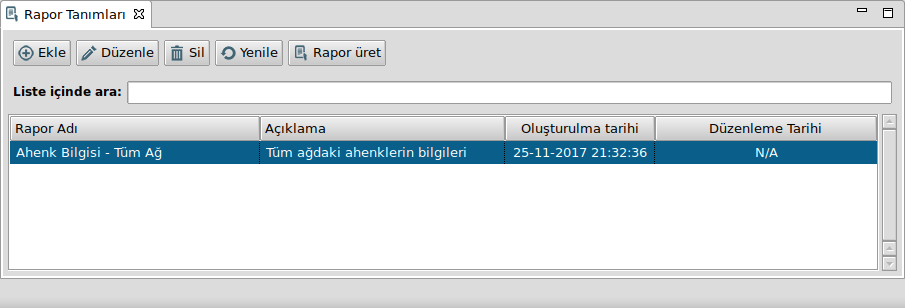 Rapor Tanımları
Ekle Düzenle Sil Yenile Rapor üret
Liste içinde ara:
Rapor Adı Açıklama Oluşturulma tarihi Düzenleme Tarihi
Ahenk Bilgisi - Tüm Ağ Tüm ağdaki ahenklerin bilgileri 25-11-2017 21:32:36 N/A